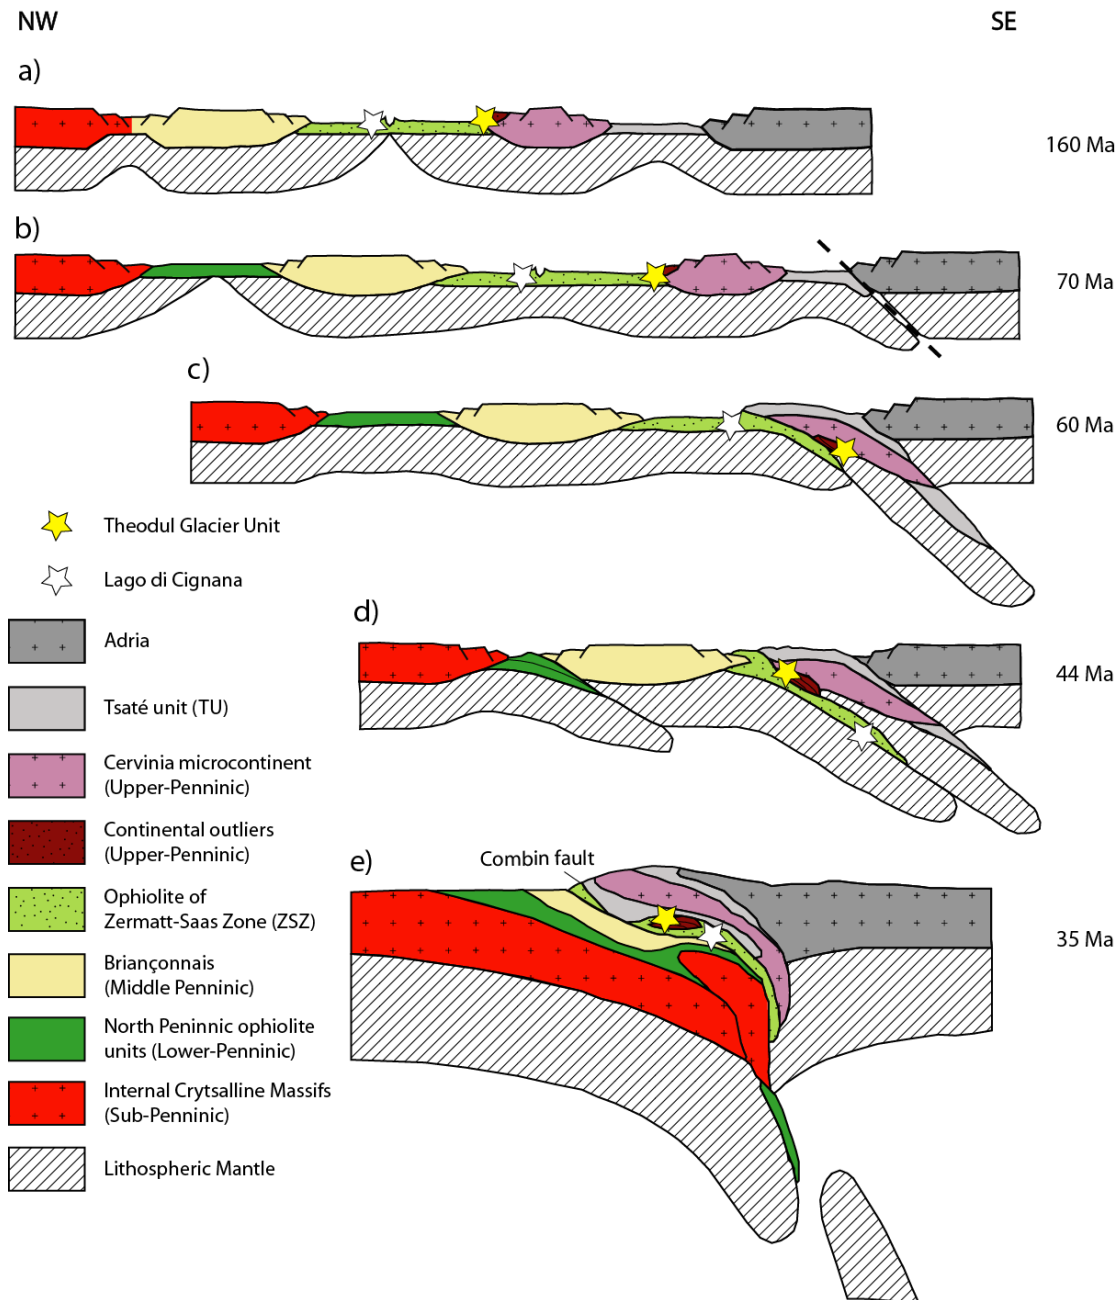 NW
SE
a)
160 Ma
b)
70 Ma
c)
60 Ma
Theodul Glacier Unit
Lago di Cignana
d)
Adria
44 Ma
Tsaté unit (TU)
Cervinia microcontinent
(Upper-Penninic)
Continental outliers
(Upper-Penninic)
e)
Combin fault
Ophiolite of
Zermatt-Saas Zone (ZSZ)
35 Ma
Briançonnais
(Middle Penninic)
North Peninnic ophiolite
units (Lower-Penninic)
Internal Crytsalline Massifs
(Sub-Penninic)
Lithospheric Mantle